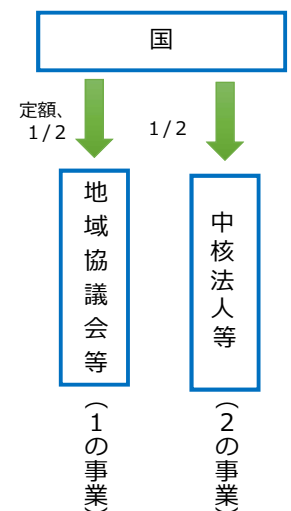 国
定額、
1/2
1/2
地域協議会等
中核法人等
（1の事業）
（2の事業）